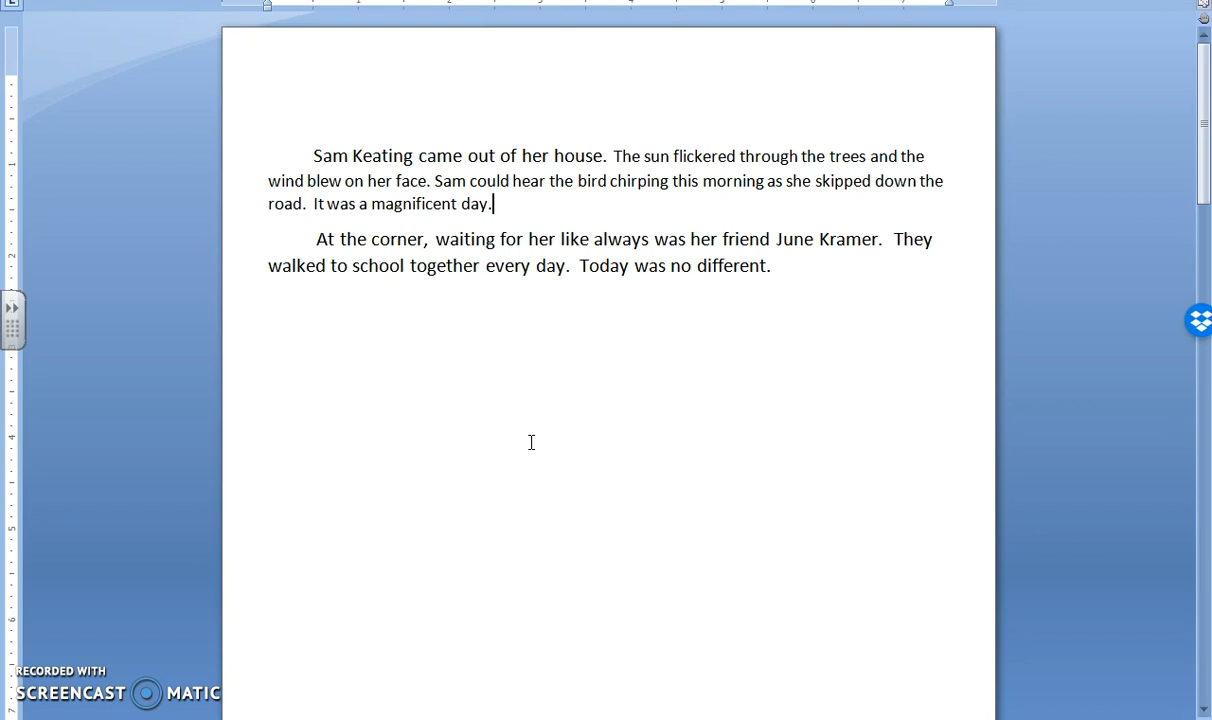 Sam Keating came out of her house. The sun flickered through the trees and the
wind blew on her face. Sam could hear the bird chirping this morning as she skipped down the
road. It was a magnificent day.
At the corner, waiting for her like always was her friend June Kramer. They
walked to school together every day. Today was no different.
RECORDED WITH
SCREENCAST MATIC